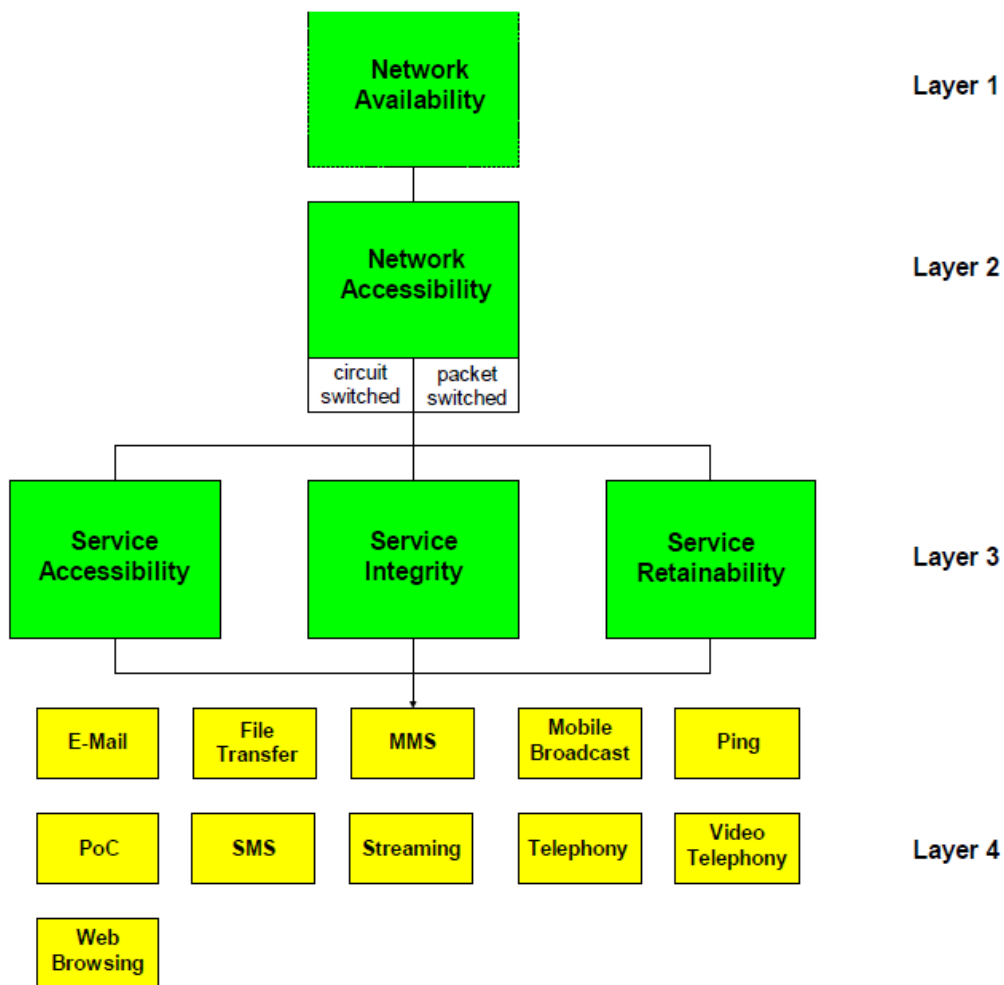 Network
Availability
Layer 1
Network
Accessibility
Layer 2
circuit
switched
packet
switched
Service
Accessibility
Service
Integrity
Service
Retainability
Layer 3
E-Mail
File
Transfer
MMS
Mobile
Broadcast
Ping
PoC
SMS
Streaming
Telephony
Video
Telephony
Layer 4
Web
Browsing